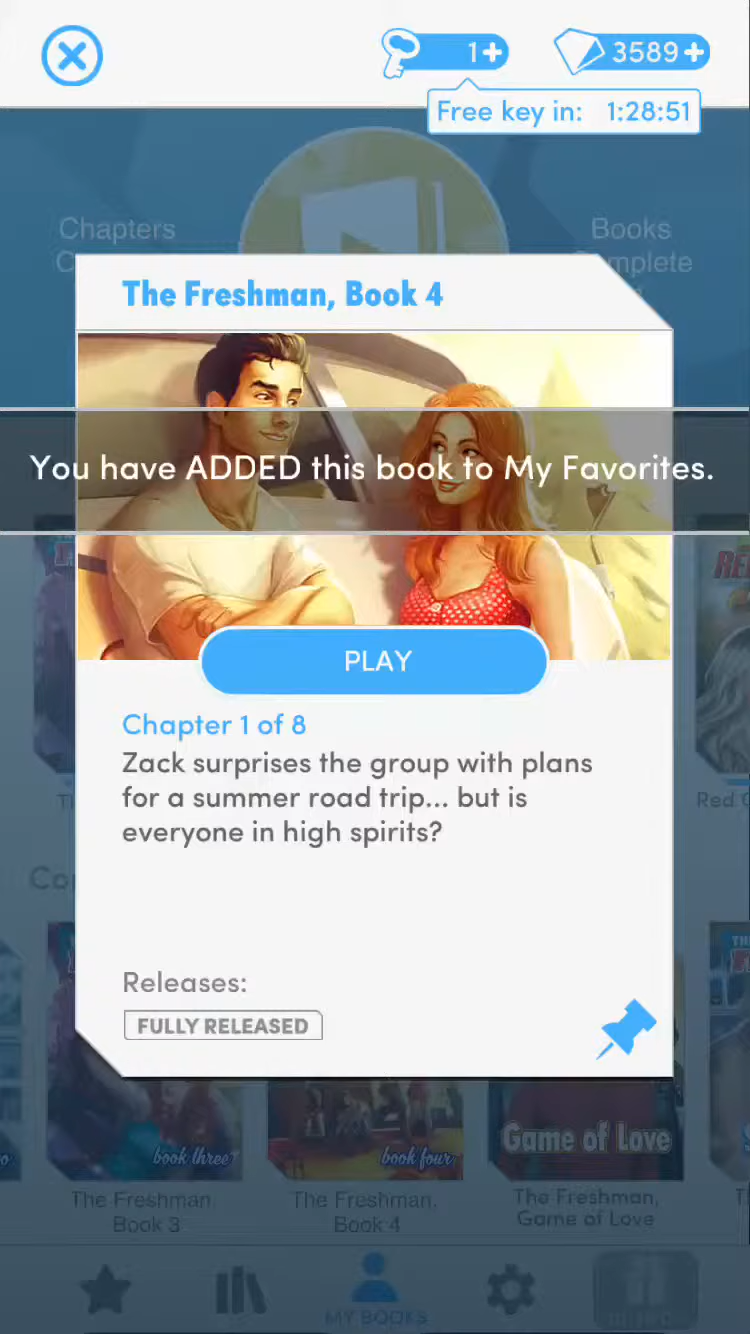 1+
3589+
Free key in: 1:28:51
Chapters
Books
mplete
The Freshman, Book 4
You have ADDED this book to My Favorites.
PLAY
Chapter 1 of 8
Zack surprises the group with plans
for a summer road trip... but is
everyone in high spirits?
Red
Co
Releases:
FULLY RELEASED
book three
book four
Game of Love
The Freshman,
Book 3
The Freshman,
Book 4
The Freshman,
Game of Love
MY BOOKS